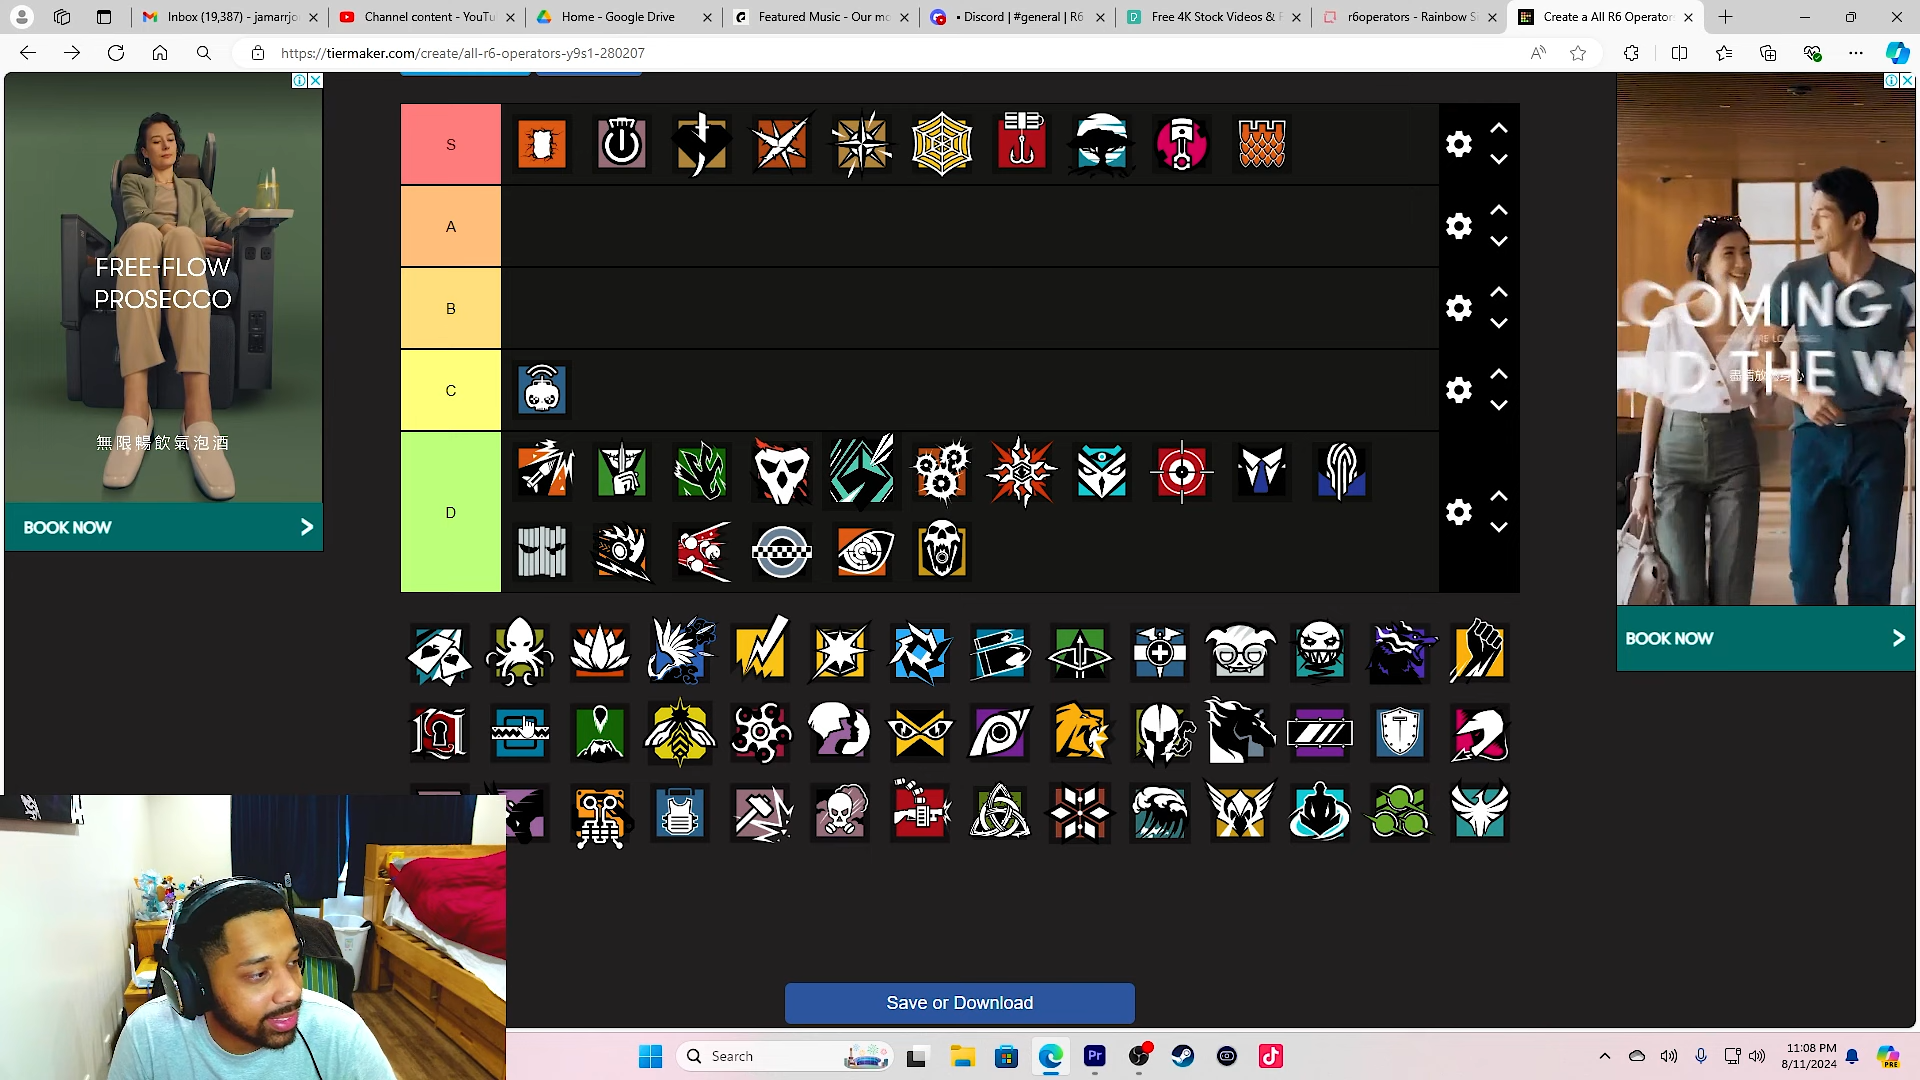 Inbox (19,387) - jamarrjo
Channel content - YouTu
Home - Google Drive
Featured Music - Our mo
• Discord | #general | R6
Free 4K Stock Videos & F
r6operators - Rainbow S
Create a All R6 Operator
https://tiermaker.com/create/all-r6-operators-y9s1-280207
S
A
B
C
D
FREE-FLOW
PROSECCO
無限暢飲氣泡酒
BOOK NOW
COMING
THE W
BOOK NOW
Save or Download
Search
Pr
11:08 PM
8/11/2024
PRE